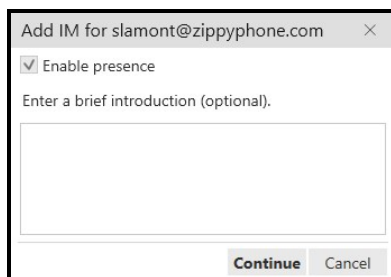 Add IM for slamont@zippyphone.com
Enable presence
Enter a brief introduction (optional).
Continue Cancel